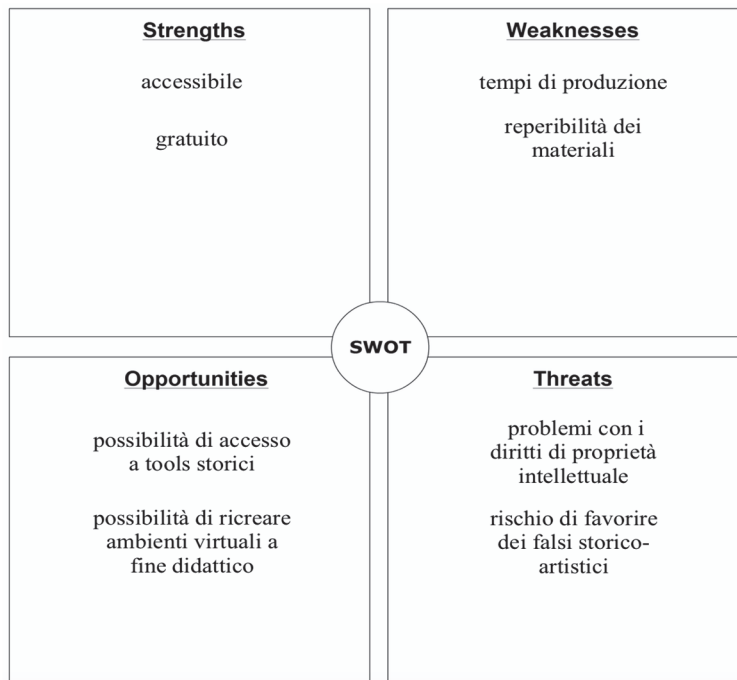 Strengths
accessibile
gratuito
Weaknesses
tempi di produzione
reperibilità dei
materiali
SWOT
Opportunities
possibilità di accesso
a tools storici
possibilità di ricreare
ambienti virtuali a
fine didattico
Threats
problemi con i
diritti di proprietà
intellettuale
rischio di favorire
dei falsi storico-
artistici